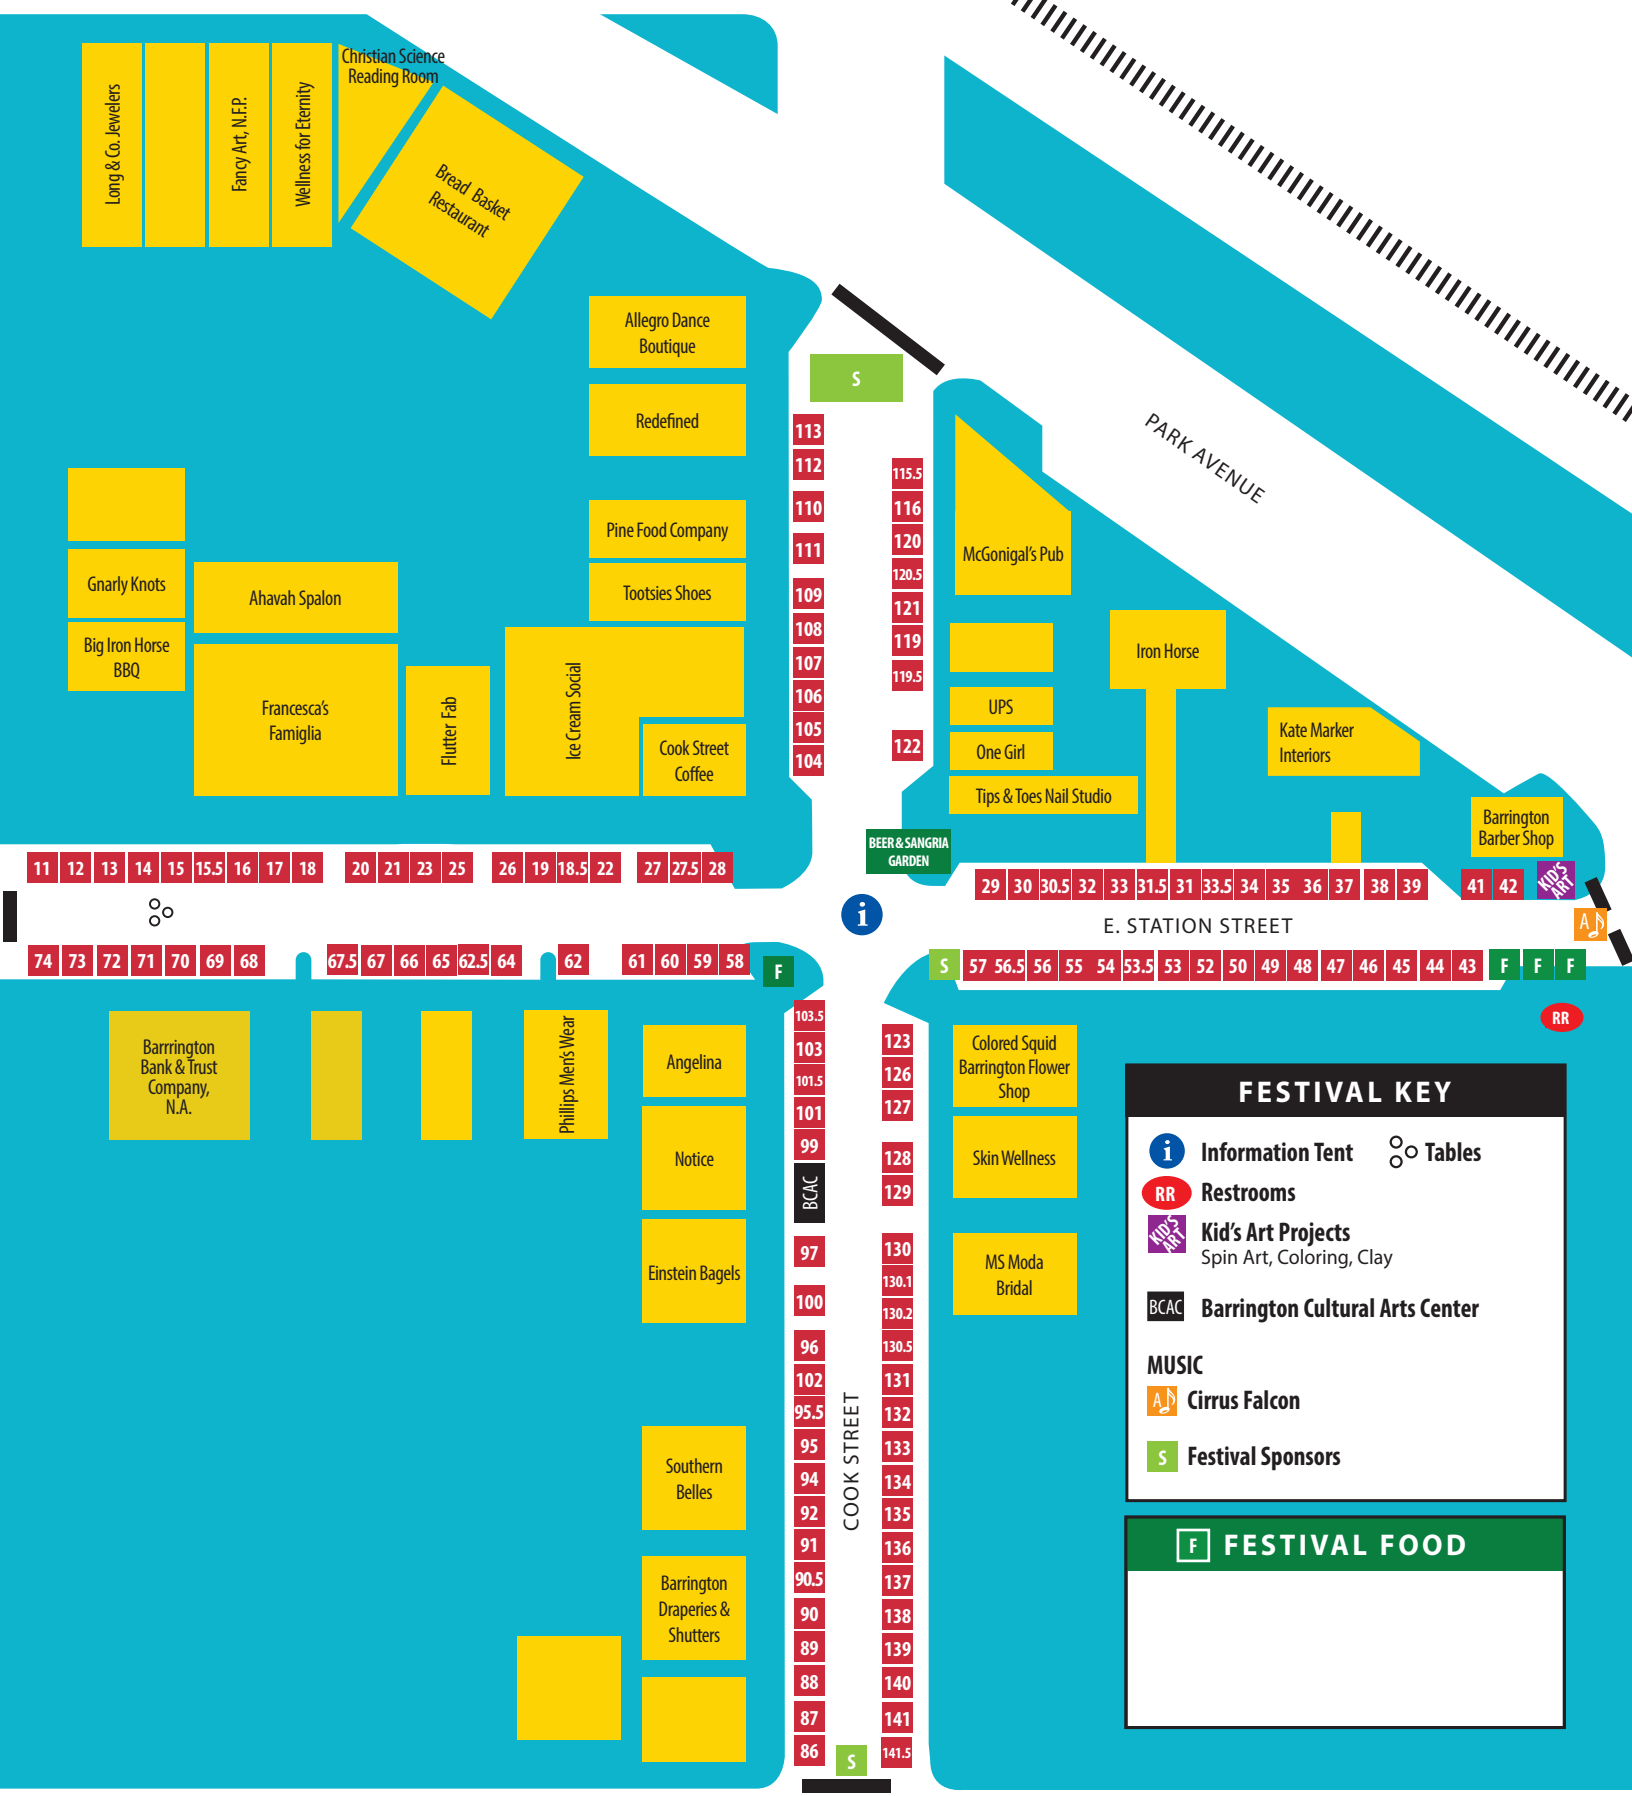 Christian Science
Reading Room
Long & Co. Jewelers
Fancy Art, N.F.P.
Wellness for Eternity
Bread Basket
Restaurant
Allegro Dance
Boutique
Redefined
Pine Food Company
Tootsies Shoes
Gnarly Knots
Big Iron Horse
BBQ
Ahavah Spalon
Francesca's
Famiglia
Flutter Fab
Ice Cream Social
Cook Street
Coffee
S
113
112
110
111
109
108
107
106
105
104
115.5
116
120
120.5
121
119
119.5
122
PARK AVENUE
McGonigal's Pub
UPS
One Girl
Tips & Toes Nail Studio
Iron Horse
Kate Marker
Interiors
Barrington
Barber Shop
BEER & SANGRIA
GARDEN
11 12 13 14 15 15.5 16 17 18 20 21 23 25 26 19 18.5 22 27 27.5 28
29 30 30.5 32 33 31.5 31 33.5 34 35 36 37 38 39 41 42
KID'S
ART
i
E. STATION STREET
A
74 73 72 71 70 69 68 67.5 67 66 65 62.5 64 62 61 60 59 58 F
S 57 56.5 56 55 54 53.5 53 52 50 49 48 47 46 45 44 43 F F F
RR
Barrrington
Bank & Trust
Company,
N.A.
Phillips Men's Wear
Angelina
Notice
Einstein Bagels
Southern
Belles
Barrington
Draperies &
Shutters
103.5
103
101.5
101
99
BCAC
97
100
96
102
95.5
95
94
92
91
90.5
90
89
88
87
86
COOK STREET
S
123
126
127
128
129
130
130.1
130.2
130.5
131
132
133
134
135
136
137
138
139
140
141
141.5
Colored Squid
Barrington Flower
Shop
Skin Wellness
MS Moda
Bridal
FESTIVAL KEY
i Information Tent
Tables
RR Restrooms
KID'S
ART
Kid's Art Projects
Spin Art, Coloring, Clay
BCAC Barrington Cultural Arts Center
MUSIC
A Cirrus Falcon
S Festival Sponsors
F FESTIVAL FOOD